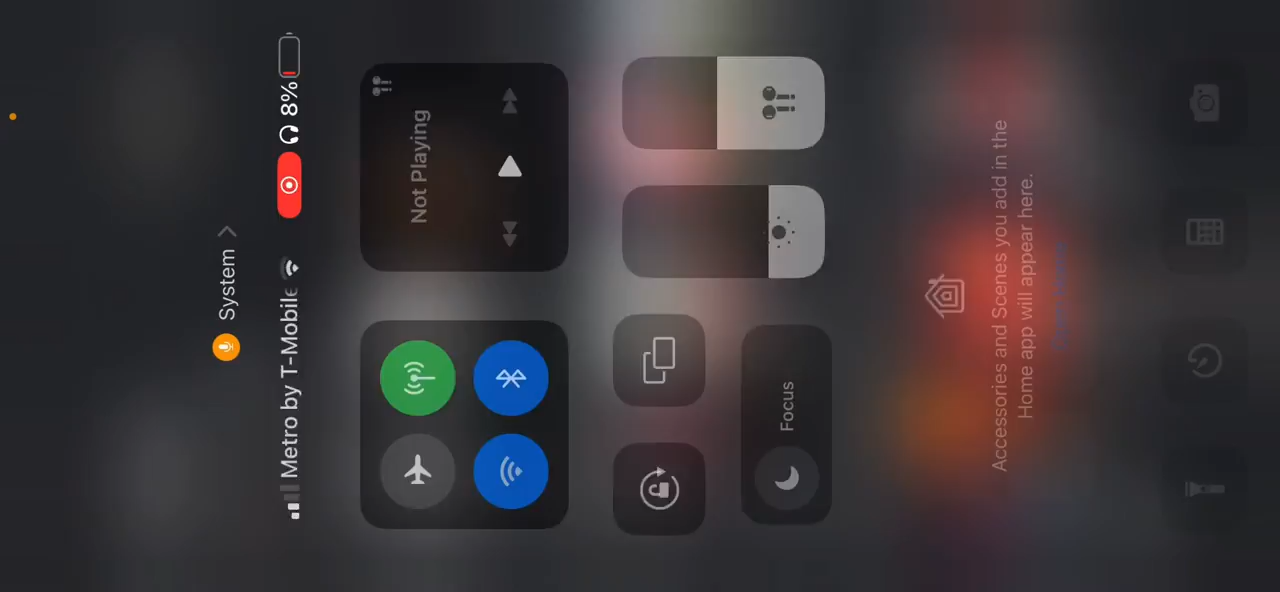 System
Metro by T-Mobile
8%
Not Playing
Focus
Accessories and Scenes you add in the
Home app will appear here.